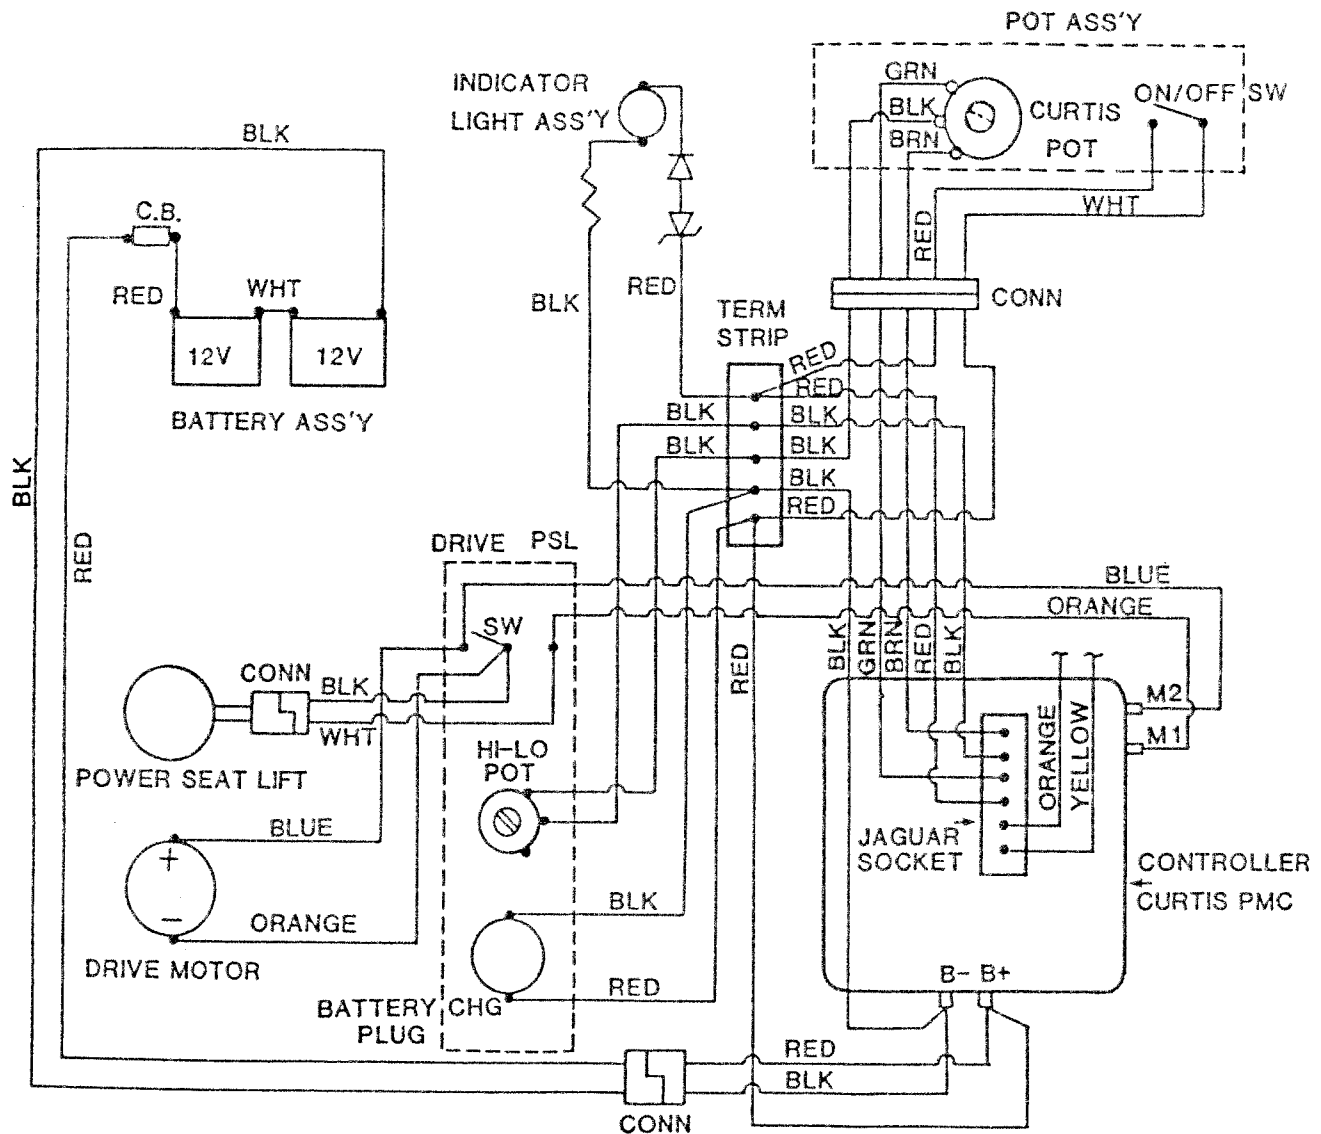 POT ASS'Y
GRN
ON/OFF SW
INDICATOR
LIGHT ASS'Y
BLK
CURTIS
POT
BRN
BLK
C.B.
WHT
RED
RED
WHT
BLK
RED
CONN
TERM
STRIP
12V
12V
RED
RED
BLK
BLK
BATTERY ASS'Y
BLK
BLK
BLK
RED
BLK
RED
DRIVE PSL
BLUE
ORANGE
SW
BLK
GRN
BRN
RED
BLK
RED
CONN
BLK
WHT
M2
M1
ORANGE
YELLOW
HI-LO
POT
POWER SEAT LIFT
BLUE
JAGUAR
SOCKET
CONTROLLER
CURTIS PMC
+
−
BLK
ORANGE
DRIVE MOTOR
B- B+
RED
BATTERY CHG
PLUG
RED
BLK
CONN